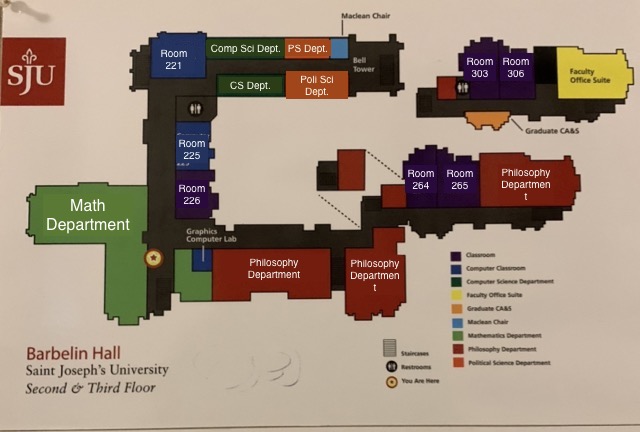 Maclean Chair
SJU
Room
221
Comp Sci Dept.
PS Dept.
Bell
Tower
CS Dept.
Poli Sci
Dept.
Room
303
Room
306
Faculty
Office Suite
Graduate CA&S
Room
225
Room
226
Room
264
Room
265
Philosophy
Departmen
t
Math
Department
Graphics
Computer Lab
Philosophy
Department
Philosophy
Departmen
t
Classroom
Computer Classroom
Computer Science Department
Faculty Office Suite
Graduate CA&S
Maclean Chair
Mathematics Department
Philosophy Department
Political Science Department
Staircases
Restrooms
You Are Here
Barbelin Hall
Saint Joseph's University
Second & Third Floor